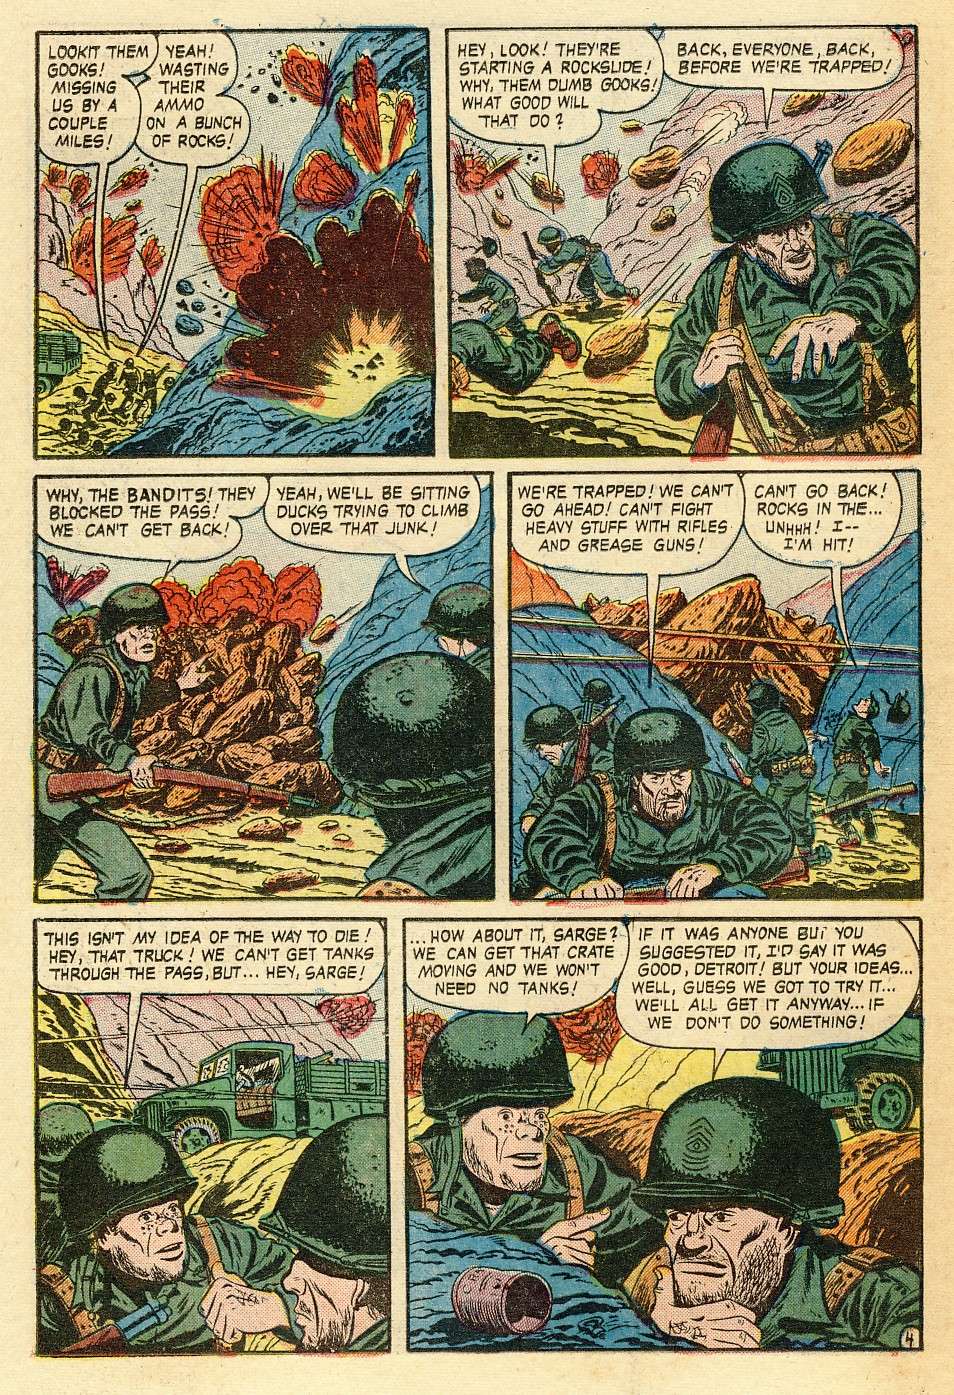 LOOKIT THEM
GOOKS!
MISSING
US BY A
COUPLE
MILES!
YEAH!
WASTING
THEIR
AMMO
ON A BUNCH
OF ROCKS!
HEY, LOOK! THEY'RE
STARTING A ROCKSLIDE!
WHY, THEM DUMB GOOKS!
WHAT GOOD WILL
THAT DO?
BACK, EVERYONE, BACK,
BEFORE WE'RE TRAPPED!
WHY, THE BANDITS! THEY
BLOCKED THE PASS!
WE CAN'T GET BACK!
YEAH, WE'LL BE SITTING
DUCKS TRYING TO CLIMB
OVER THAT JUNK!
WE'RE TRAPPED! WE CAN'T
GO AHEAD! CAN'T FIGHT
HEAVY STUFF WITH RIFLES
AND GREASE GUNS!
CAN'T GO BACK!
ROCKS IN THE...
UNHHH! I--
I'M HIT!
THIS ISN'T MY IDEA OF THE WAY TO DIE!
HEY, THAT TRUCK! WE CAN'T GET TANKS
THROUGH THE PASS, BUT... HEY, SARGE!
...HOW ABOUT IT, SARGE?
WE CAN GET THAT CRATE
MOVING AND WE WON'T
NEED NO TANKS!
IF IT WAS ANYONE BUT YOU
SUGGESTED IT, I'D SAY IT WAS
GOOD, DETROIT! BUT YOUR IDEAS...
WELL, GUESS WE GOT TO TRY IT...
WE'LL ALL GET IT ANYWAY...IF
WE DON'T DO SOMETHING!
4